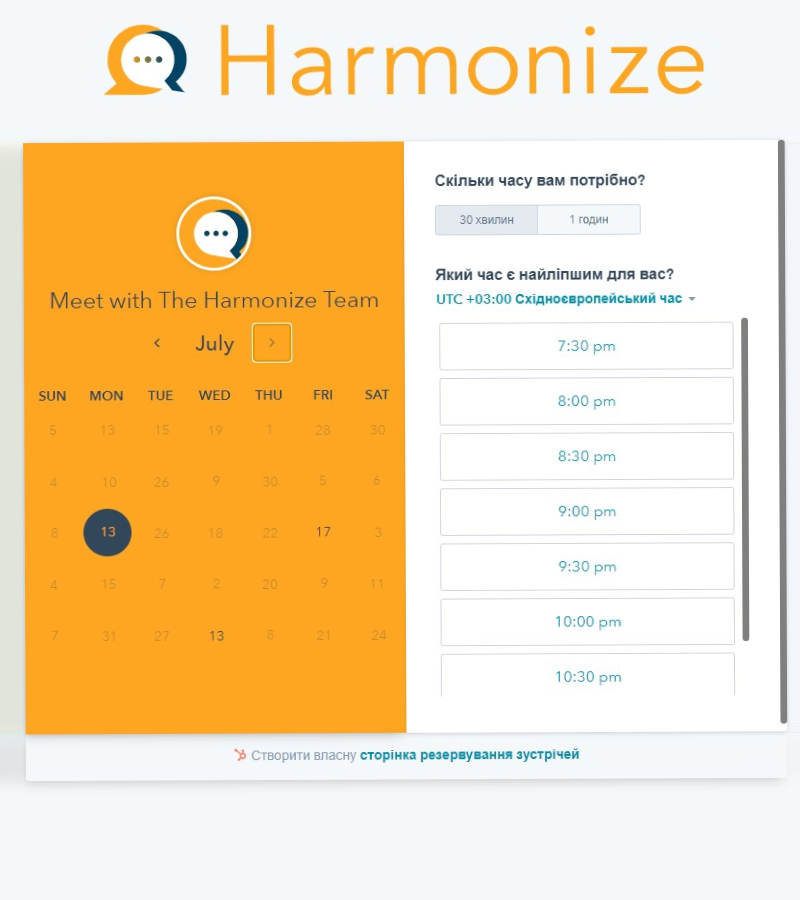 Harmonize
Meet with The Harmonize Team
July
SUN MON TUE WED THU FRI SAT
5 13 15 19 1 28 30
4 10 26 9 30 5 6
8 13 26 18 22 17 3
4 15 7 2 20 9 11
7 31 27 13 8 21 24
Скільки часу вам потрібно?
30 хвилин 1 годин
Який час є найліпшим для вас?
UTC +03:00 Східноєвропейський час
7:30 pm
8:00 pm
8:30 pm
9:00 pm
9:30 pm
10:00 pm
10:30 pm
Створити власну сторінка резервування зустрічей